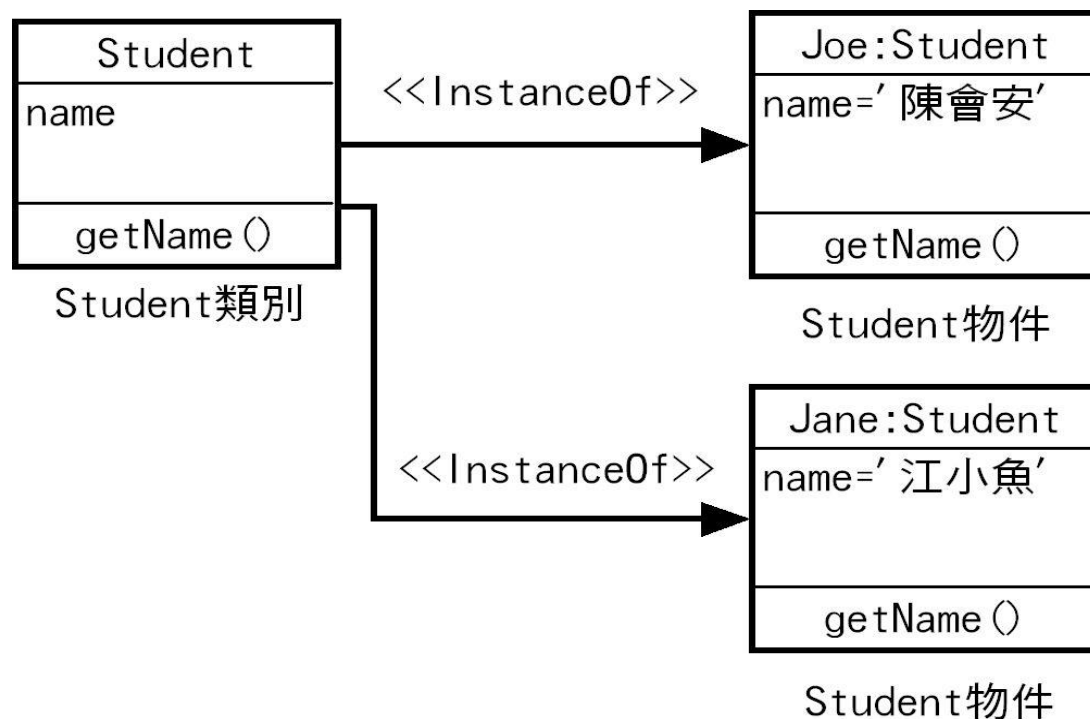 Student
name
getName()
Student類別
<<InstanceOf>>
Joe:Student
name='陳會安'
getName()
Student物件
<<InstanceOf>>
Jane:Student
name='江小魚'
getName()
Student物件